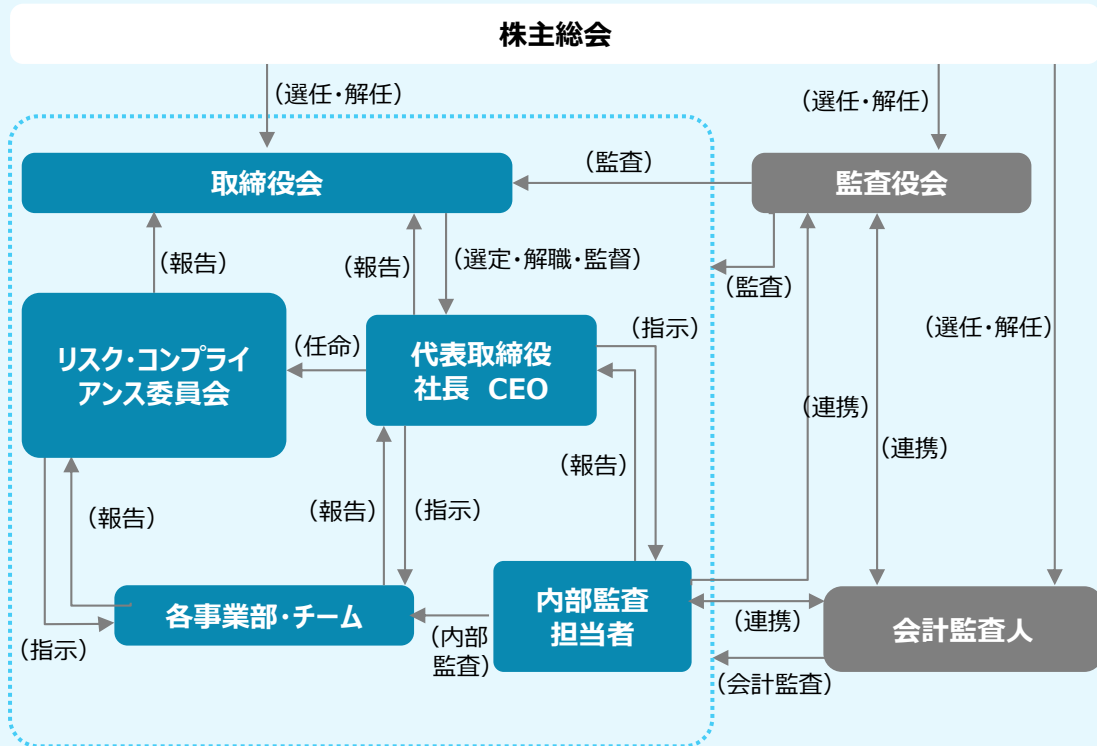 株主総会
（選任・解任）
（選任・解任）
（監査）
取締役会
監査役会
（報告）
（報告）
（選定・解職・監督）
（監査）
（指示）
（選任・解任）
（任命）
リスク・コンプライ
アンス委員会
代表取締役
社長　CEO
（連携）
（連携）
（報告）
（報告）
（報告）
（指示）
各事業部・チーム
内部監査
担当者
会計監査人
（連携）
（指示）
（内部
監査）
（会計監査）